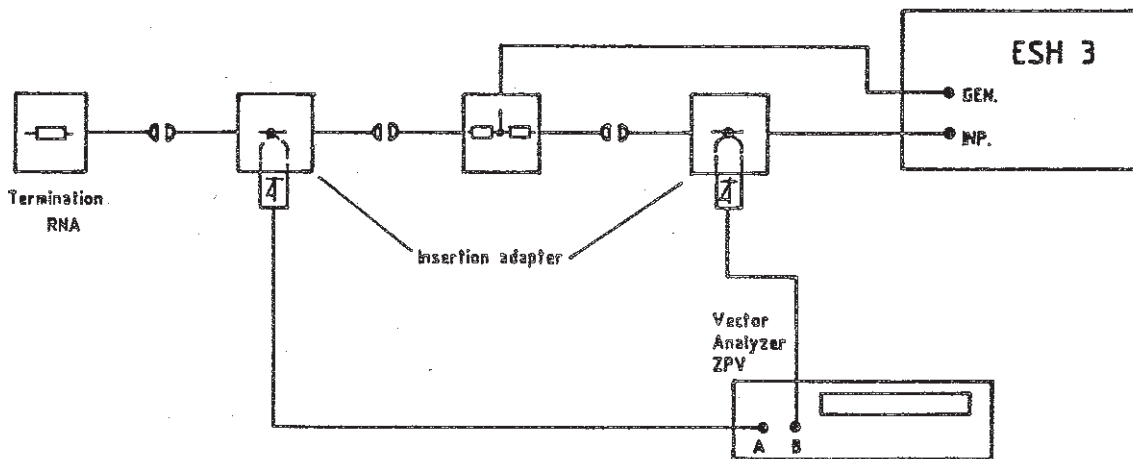 ESH 3
GEN.
INP.
Termination
RNA
Insertion adapter
Vector
Analyzer
ZPV
A B